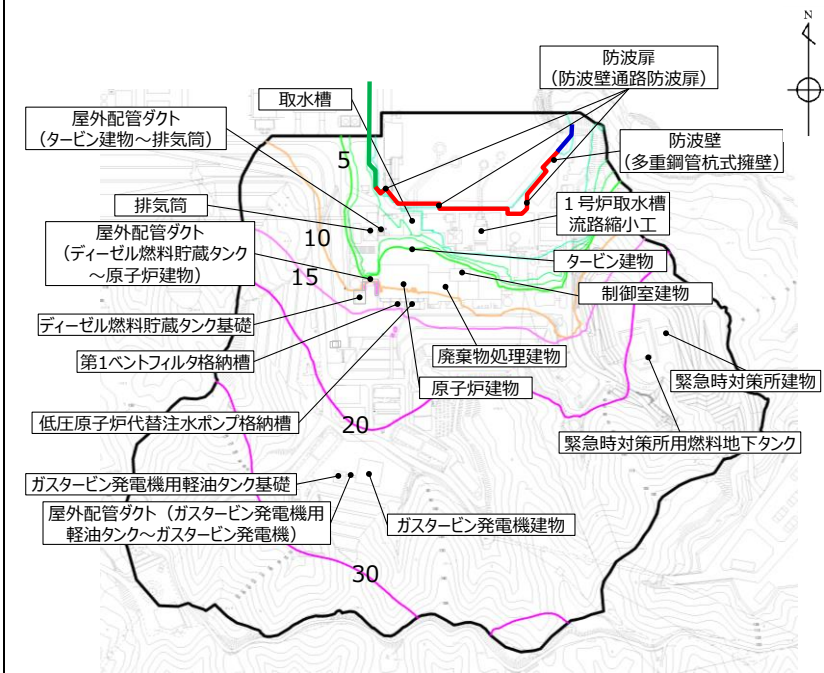 N
防波扉
（防波壁通路防波扉）
取水槽
屋外配管ダクト
（タービン建物～排気筒）
防波壁
（多重鋼管杭式擁壁）
5
排気筒
１号炉取水槽
流路縮小工
10
屋外配管ダクト
（ディーゼル燃料貯蔵タンク
～原子炉建物）
タービン建物
15
制御室建物
ディーゼル燃料貯蔵タンク基礎
廃棄物処理建物
第1ベントフィルタ格納槽
緊急時対策所建物
原子炉建物
低圧原子炉代替注水ポンプ格納槽
20
緊急時対策所用燃料地下タンク
ガスタービン発電機用軽油タンク基礎
屋外配管ダクト（ガスタービン発電機用
軽油タンク～ガスタービン発電機）
ガスタービン発電機建物
30